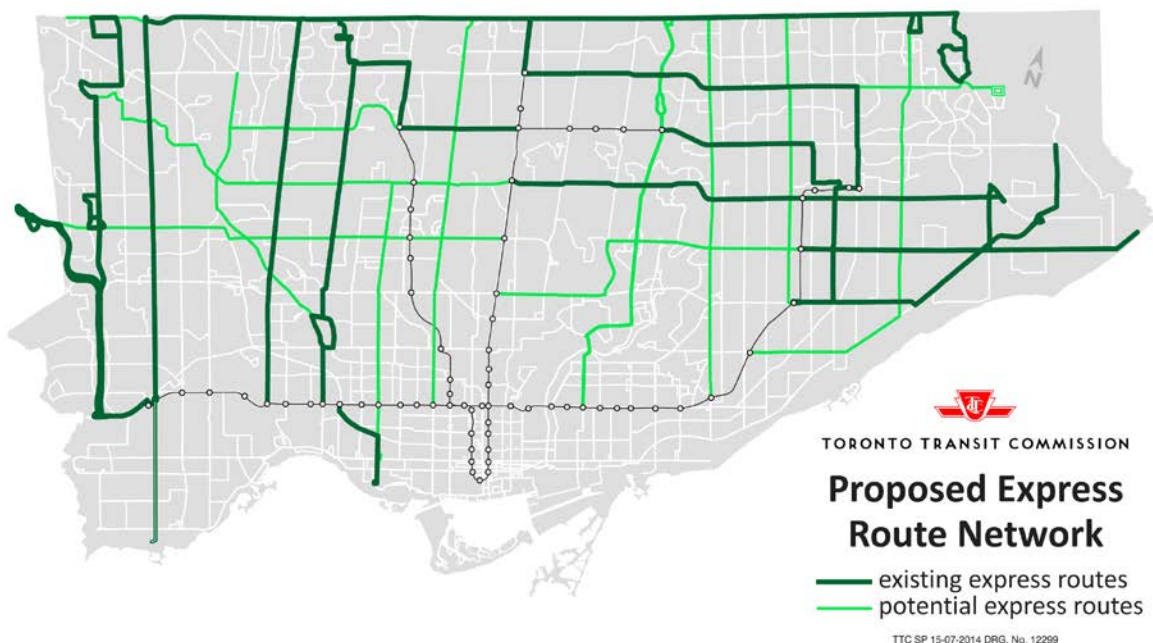 N
TTC
TORONTO TRANSIT COMMISSION
Proposed Express
Route Network
existing express routes
potential express routes
TTC SP 15-07-2014 DRG. No. 12299